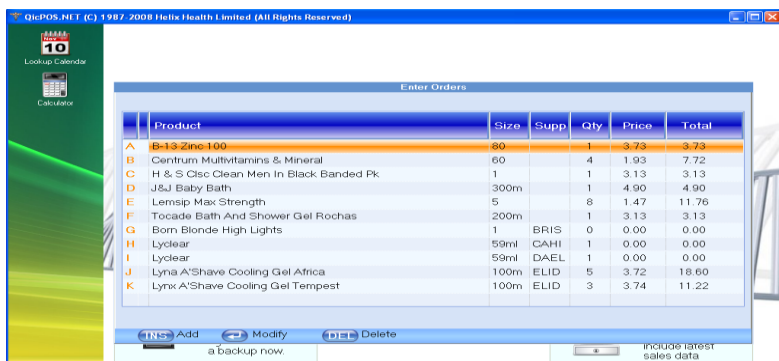 QicPOS.NET (C) 1987-2008 Helix Health Limited (All Rights Reserved)
Nov
10
Lookup Calendar
Calculator
Enter Orders
Product Size Supp Qty Price Total
A B-13 Zinc 100 80 1 3.73 3.73
B Centrum Multivitamins & Mineral 60 4 1.93 7.72
C H & S Clsc Clean Men In Black Banded Pk 1 1 3.13 3.13
D J&J Baby Bath 300m 1 4.90 4.90
E Lemsip Max Strength 5 8 1.47 11.76
F Tocade Bath And Shower Gel Rochas 200m 1 3.13 3.13
G Born Blonde High Lights 1 BRIS 0 0.00 0.00
H Lyclear 59ml CAHI 1 0.00 0.00
I Lyclear 59ml DAEL 1 0.00 0.00
J Lyna A'Shave Cooling Gel Africa 100m ELID 5 3.72 18.60
K Lynx A'Shave Cooling Gel Tempest 100m ELID 3 3.74 11.22
INS Add Modify DEL Delete
a backup now.
include latest
sales data